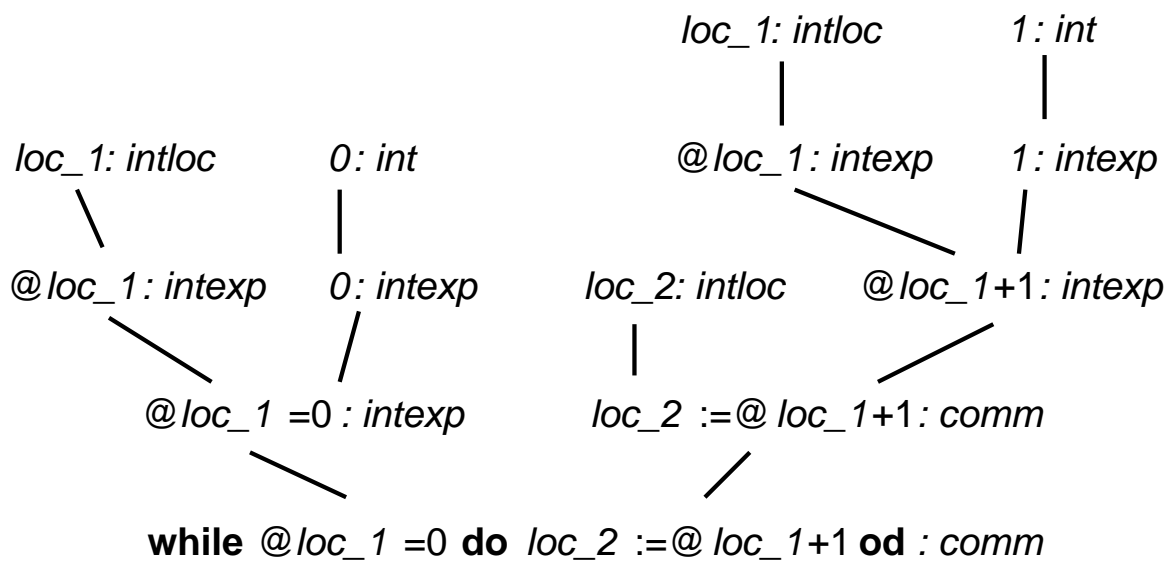 loc_1: intloc 1: int
loc_1: intloc 0: int @loc_1: intexp 1: intexp
@loc_1: intexp 0: intexp loc_2: intloc @loc_1+1: intexp
@loc_1 =0 : intexp loc_2 :=@ loc_1+1: comm
while @loc_1 =0 do loc_2 :=@ loc_1+1 od : comm